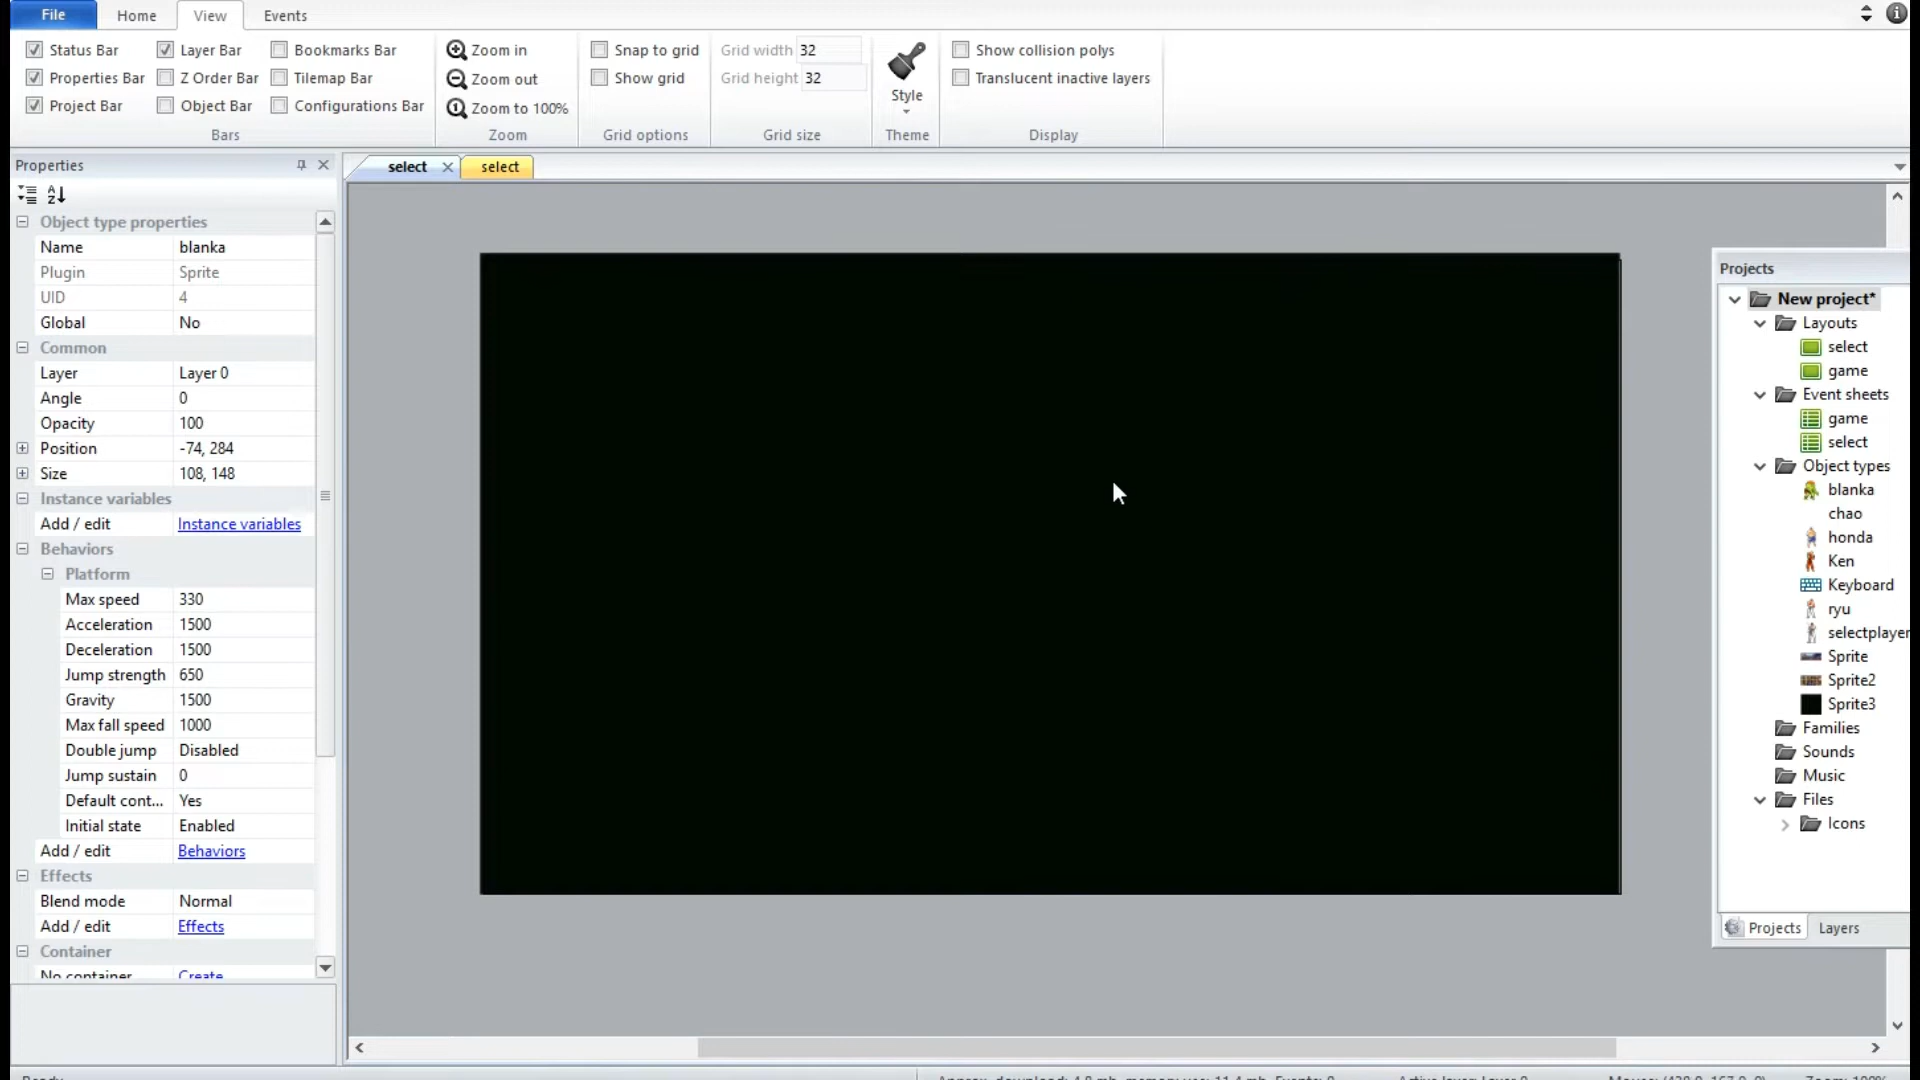 File Home View Events
Status Bar Layer Bar Bookmarks Bar
Properties Bar Z Order Bar Tilemap Bar
Project Bar Object Bar Configurations Bar
Bars
Zoom in
Zoom out
Zoom to 100%
Zoom
Snap to grid
Show grid
Grid options
Grid width 32
Grid height 32
Grid size
Style
Theme
Show collision polys
Translucent inactive layers
Display
Properties
Object type properties
Name blanka
Plugin Sprite
UID 4
Global No
Common
Layer Layer 0
Angle 0
Opacity 100
Position -74, 284
Size 108, 148
Instance variables
Add / edit Instance variables
Behaviors
Platform
Max speed 330
Acceleration 1500
Deceleration 1500
Jump strength 650
Gravity 1500
Max fall speed 1000
Double jump Disabled
Jump sustain 0
Default cont... Yes
Initial state Enabled
Add / edit Behaviors
Effects
Blend mode Normal
Add / edit Effects
Container
No container Create
select select
Projects
New project*
Layouts
select
game
Event sheets
game
select
Object types
blanka
chao
honda
Ken
Keyboard
ryu
selectplayer
Sprite
Sprite2
Sprite3
Families
Sounds
Music
Files
Icons
Projects Layers